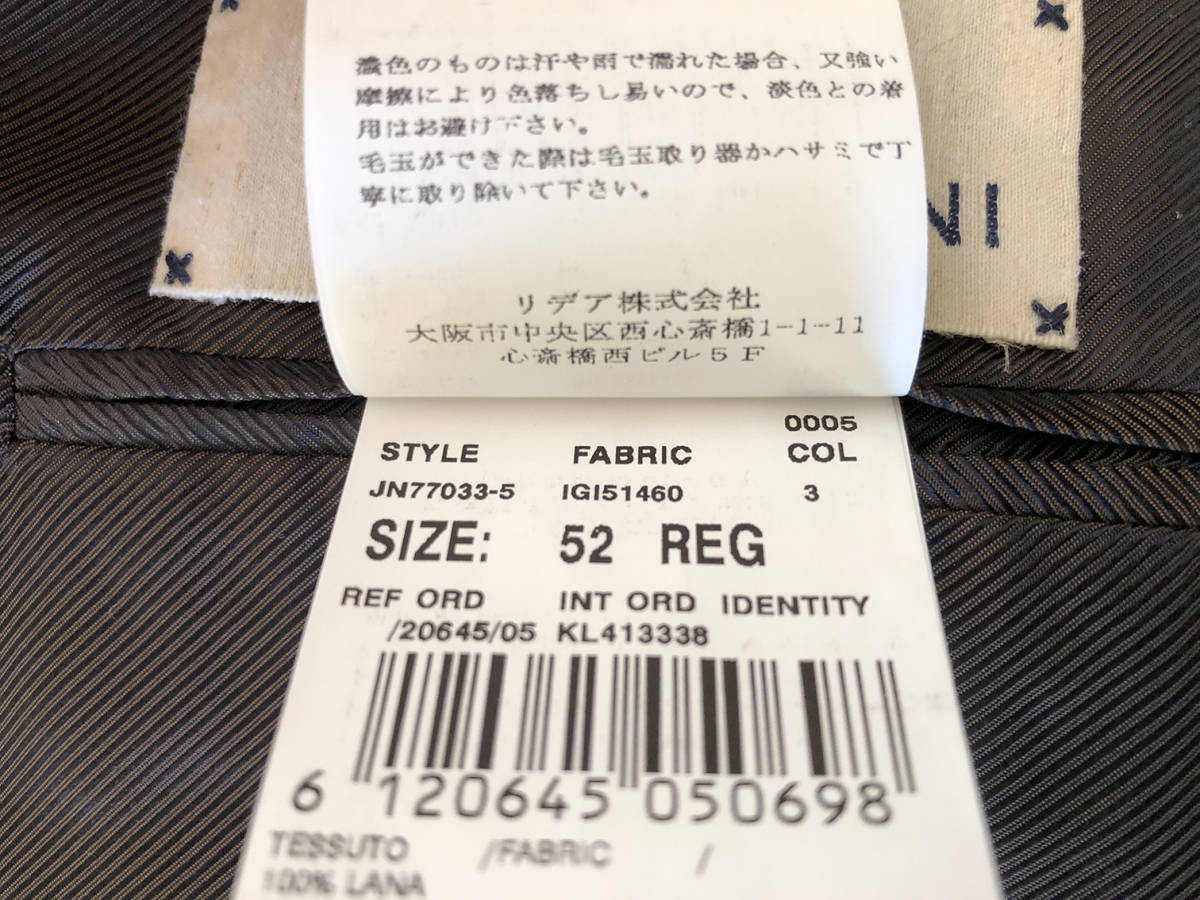 濃色のものは汗や雨で濡れた場合、又強い
摩擦により色落ちし易いので、淡色との着
用はお避け下さい。
毛玉ができた際は毛玉取り器かハサミで丁
寧に取り除いて下さい。
NI
リデア株式会社
大阪市中央区西心斎橋1-1-11
心斎橋西ビル5F
0005
STYLE FABRIC COL
JN77033-5 IGI51460 3
SIZE: 52 REG
REF ORD INT ORD IDENTITY
/20645/05 KL413338
6 120645 050698
TESSUTO /FABRIC /
100% LANA